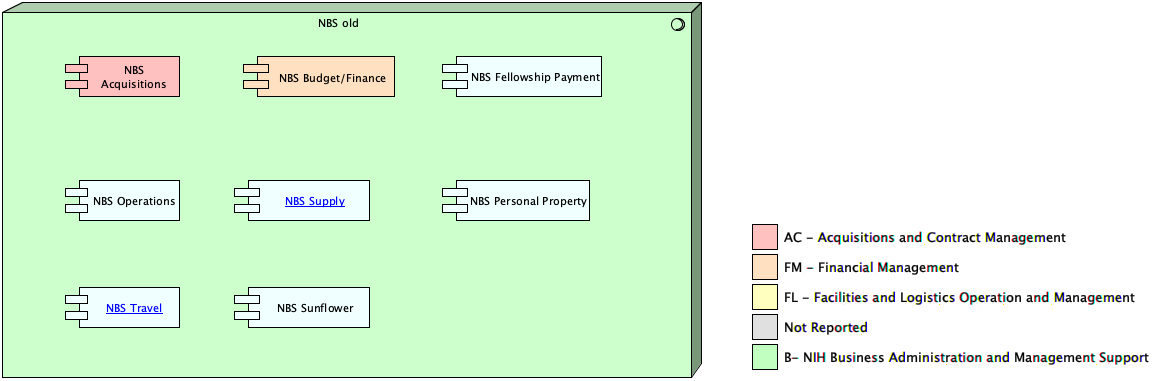 NBS old
NBS
Acquisitions
NBS Budget/Finance
NBS Fellowship Payment
NBS Operations
NBS Supply
NBS Personal Property
NBS Travel
NBS Sunflower
AC - Acquisitions and Contract Management
FM - Financial Management
FL - Facilities and Logistics Operation and Management
Not Reported
B- NIH Business Administration and Management Support